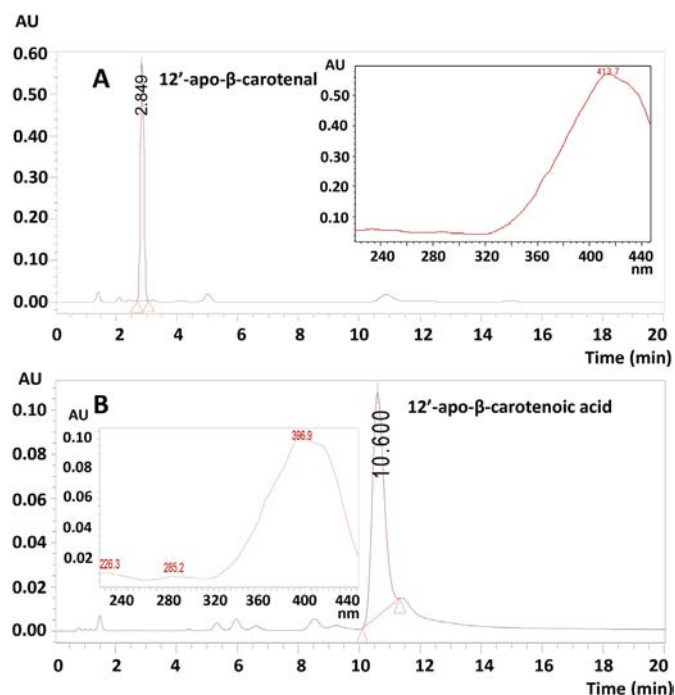 AU
0.60
0.50
0.40
0.30
0.20
0.10
0.00
A 12′-apo-β-carotenal
2.849
AU
0.50
0.40
0.30
0.20
0.10
413.7
240 280 320 360 400 440
nm
0 2 4 6 8 10 12 14 16 18 20
Time (min)
AU
0.10
0.08
0.06
0.04
0.02
0.00
B 12′-apo-β-carotenoic acid
10.600
AU
0.10
0.08
0.06
0.04
0.02
396.9
226.3
285.2
240 280 320 360 400 440
nm
0 2 4 6 8 10 12 14 16 18 20
Time (min)